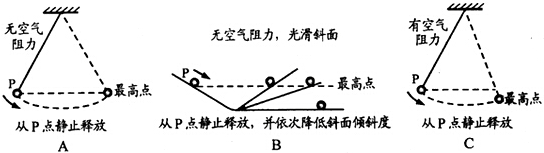 无空气
阻力
P
最高点
从P点静止释放
A
无空气阻力，光滑斜面
P
最高点
从P点静止释放，并依次降低斜面倾斜度
B
有空气
阻力
P
最高点
从P点静止释放
C